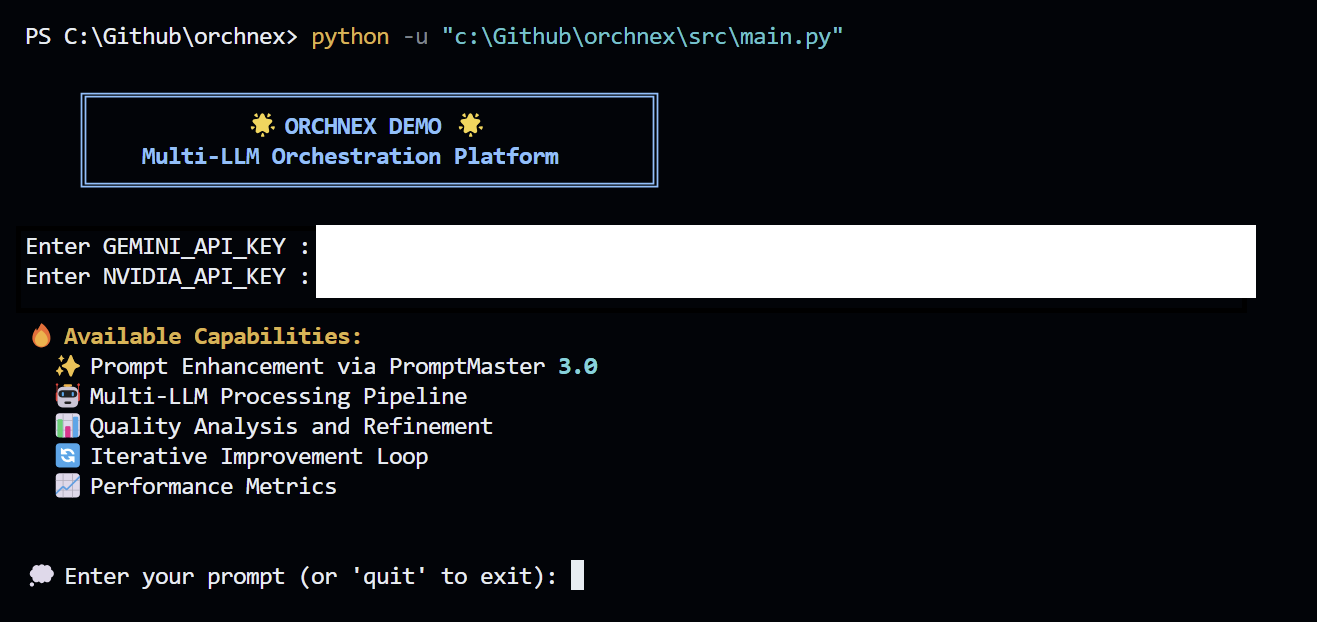 PS C:\Github\orchnex> python -u "c:\Github\orchnex\src\main.py"
🌟 ORCHNEX DEMO 🌟
Multi-LLM Orchestration Platform
Enter GEMINI_API_KEY :
Enter NVIDIA_API_KEY :
🔥 Available Capabilities:
✨ Prompt Enhancement via PromptMaster 3.0
🤖 Multi-LLM Processing Pipeline
📊 Quality Analysis and Refinement
🔄 Iterative Improvement Loop
📈 Performance Metrics
💭 Enter your prompt (or 'quit' to exit):